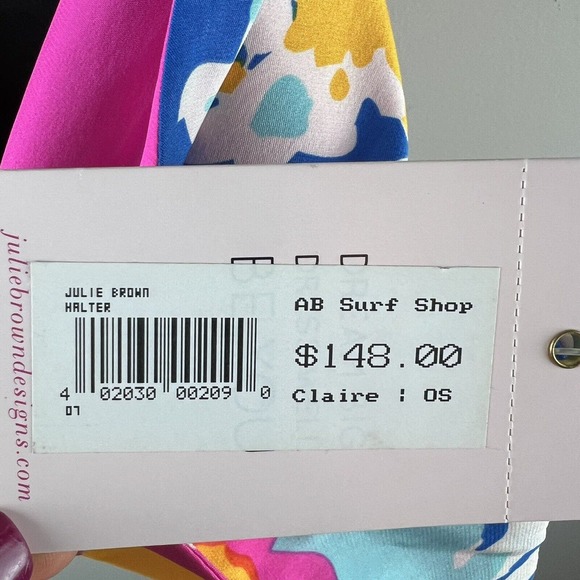 juliebrowndesigns.com
JULIE BROWN
HALTER
4 02030 00209 0
07
AB Surf Shop
$148.00
Claire | OS